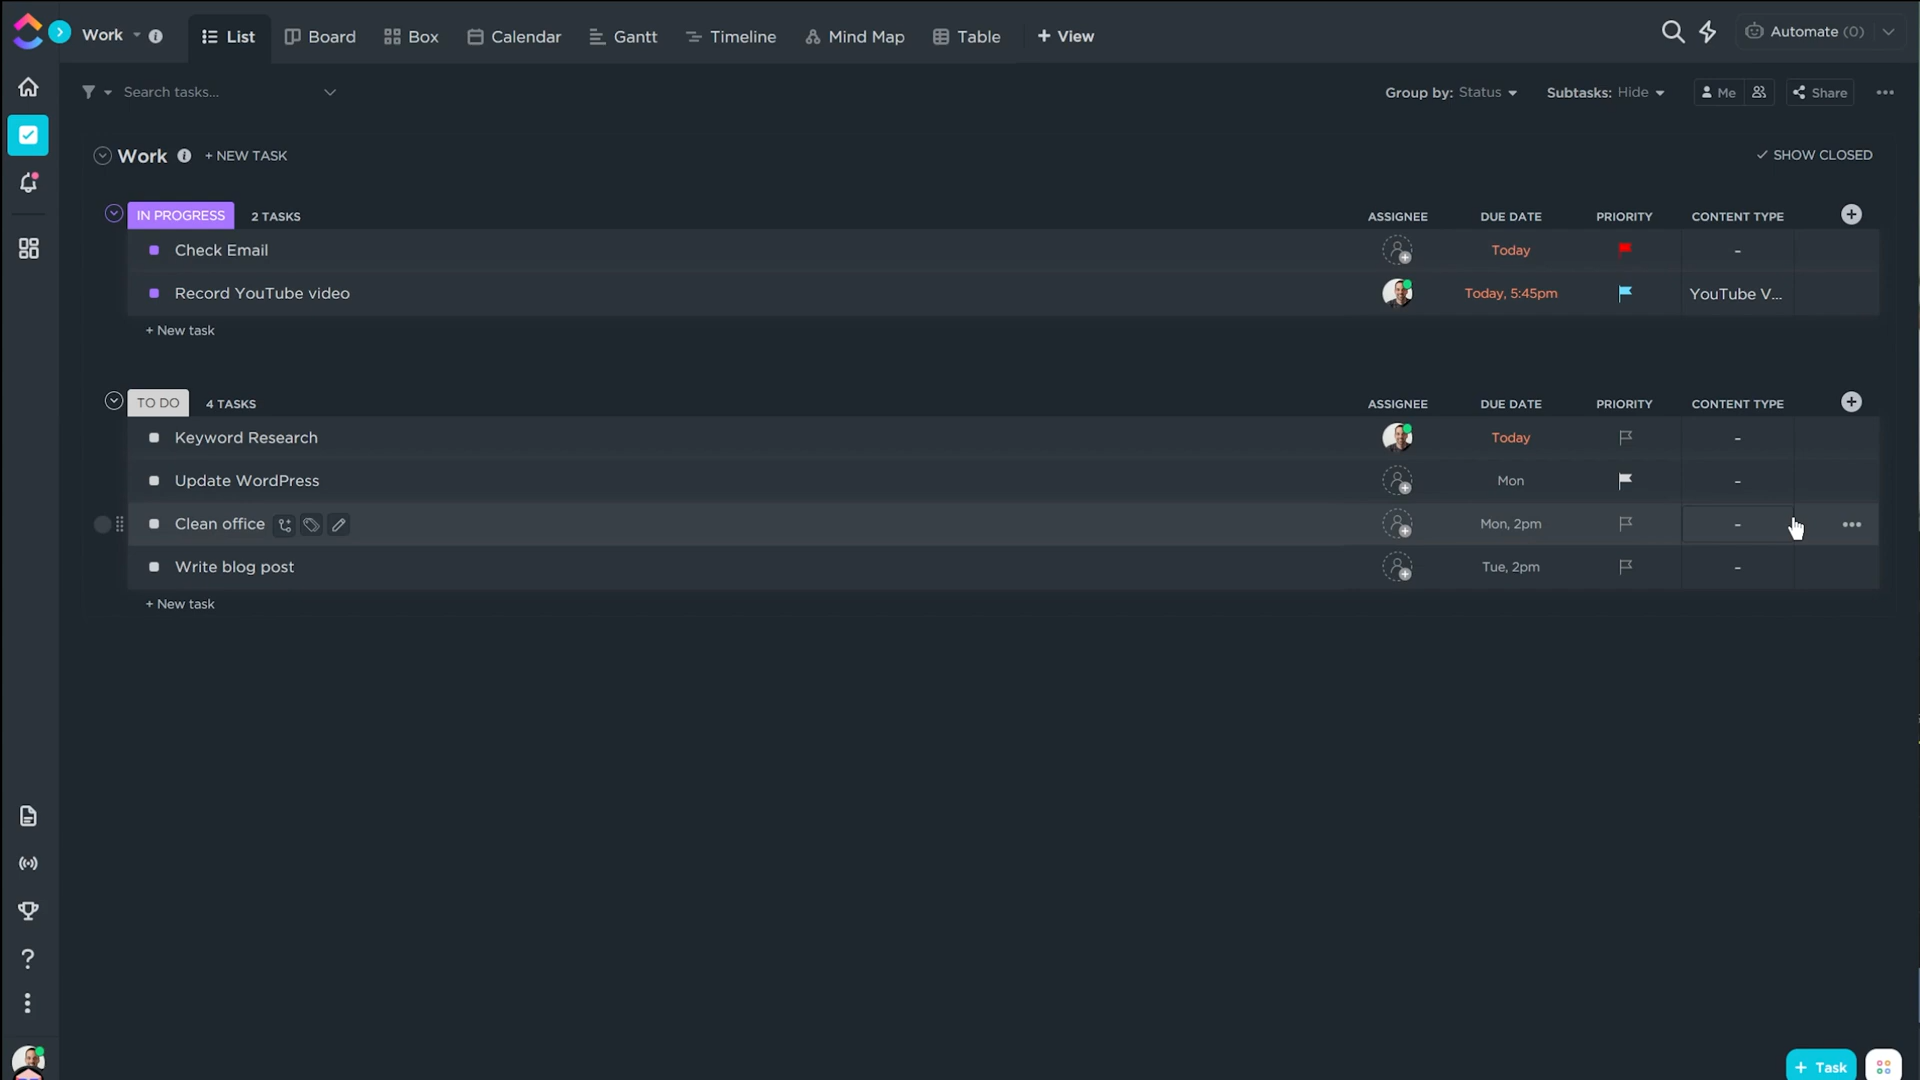 Work List Board Box Calendar Gantt Timeline Mind Map Table + View Automate (0)
Search tasks... Group by: Status Subtasks: Hide Me Share
Work + NEW TASK SHOW CLOSED
IN PROGRESS 2 TASKS ASSIGNEE DUE DATE PRIORITY CONTENT TYPE
Check Email Today -
Record YouTube video Today, 5:45pm YouTube V...
+ New task
TO DO 4 TASKS ASSIGNEE DUE DATE PRIORITY CONTENT TYPE
Keyword Research Today -
Update WordPress Mon -
Clean office Mon, 2pm -
Write blog post Tue, 2pm -
+ New task
+ Task